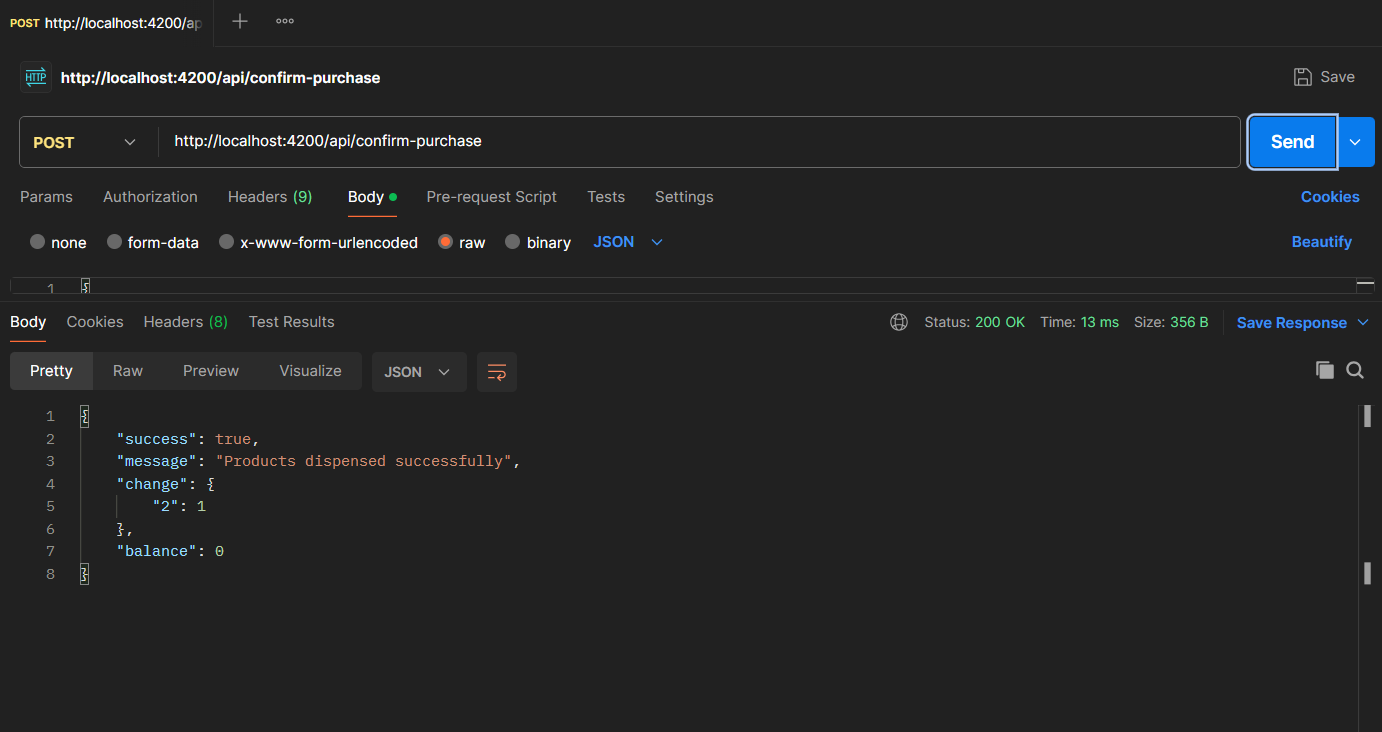 POST http://localhost:4200/ap
http://localhost:4200/api/confirm-purchase
Save
POST http://localhost:4200/api/confirm-purchase
Send
Params Authorization Headers (9) Body Pre-request Script Tests Settings Cookies
none form-data x-www-form-urlencoded raw binary JSON Beautify
1 {
Body Cookies Headers (8) Test Results Status: 200 OK Time: 13 ms Size: 356 B Save Response
Pretty Raw Preview Visualize JSON
1 {
2 "success": true,
3 "message": "Products dispensed successfully",
4 "change": {
5 "2": 1
6 },
7 "balance": 0
8 }